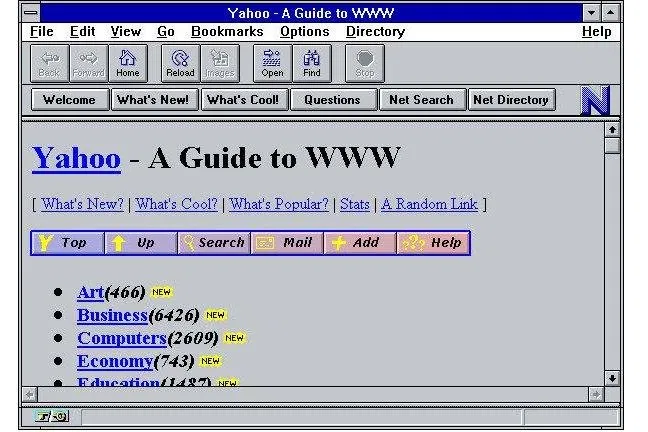 Yahoo - A Guide to WWW
File Edit View Go Bookmarks Options Directory Help
Back Forward Home Reload Images Open Find Stop
Welcome What's New! What's Cool! Questions Net Search Net Directory
N
Yahoo - A Guide to WWW
[ What's New? | What's Cool? | What's Popular? | Stats | A Random Link ]
Y Top Up Search Mail Add ??? Help
Art(466) NEW
Business(6426) NEW
Computers(2609) NEW
Economy(743) NEW
Education(1487) NEW